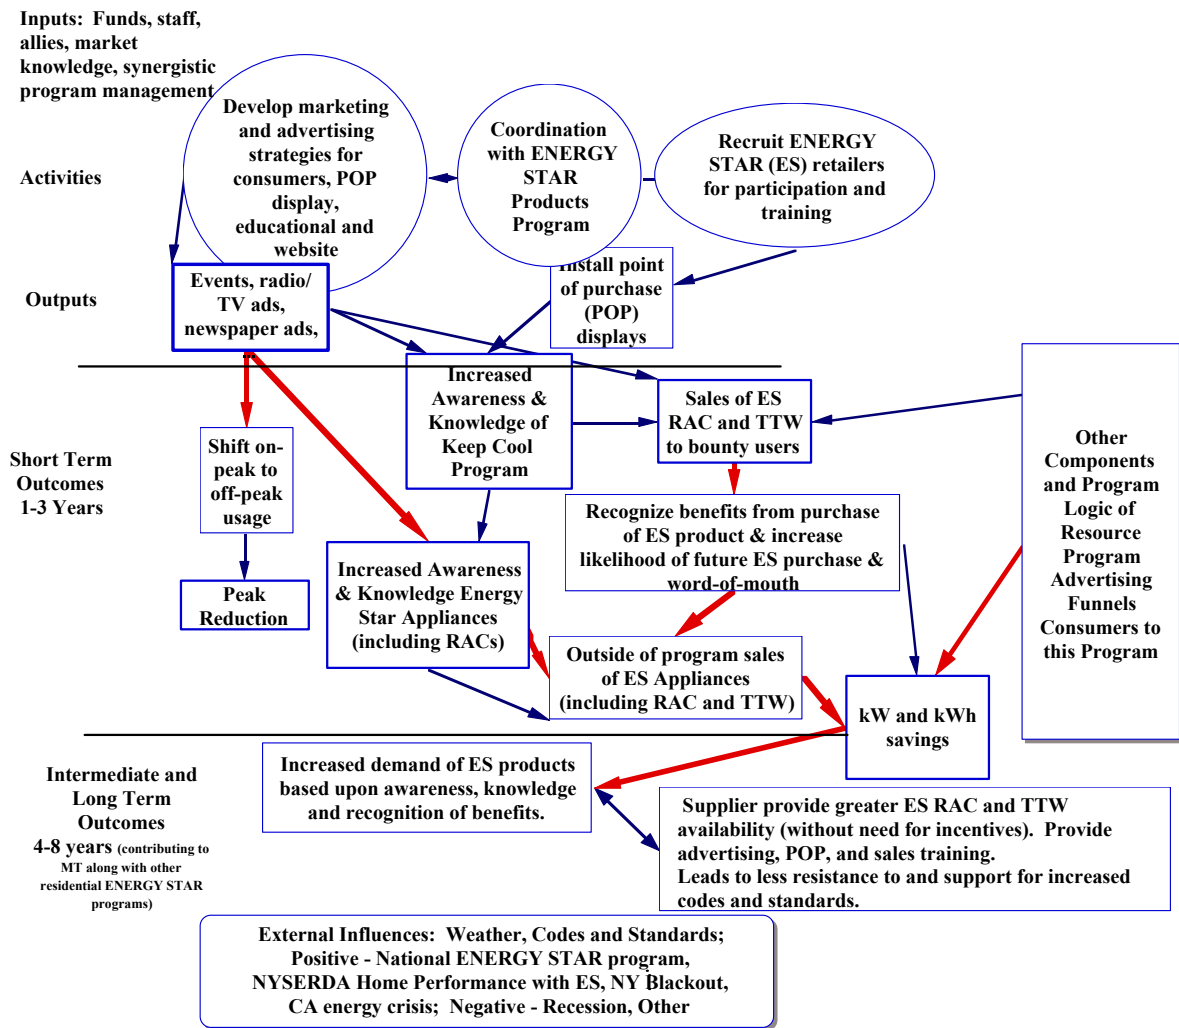 Inputs:  Funds, staff,
allies, market
knowledge, synergistic
program management
Develop marketing
and advertising
strategies for
consumers, POP
display,
educational and
website
Coordination
with ENERGY
STAR
Products
Program
Recruit ENERGY
STAR (ES) retailers
for participation and
training
Activities
Outputs
Events, radio/
TV ads,
newspaper ads,
...
Install point
of purchase
(POP)
displays
Short Term
Outcomes
1-3 Years
Increased
Awareness &
Knowledge of
Keep Cool
Program
Sales of ES
RAC and TTW
to bounty users
Other
Components
and Program
Logic of
Resource
Program
Advertising
Funnels
Consumers to
this Program
Shift on-
peak to
off-peak
usage
Recognize benefits from purchase
of ES product & increase
likelihood of future ES purchase &
word-of-mouth
Peak
Reduction
Increased Awareness
& Knowledge Energy
Star Appliances
(including RACs)
Outside of program sales
of ES Appliances
(including RAC and TTW)
kW and kWh
savings
Intermediate and
Long Term
Outcomes
4-8 years (contributing to
MT along with other
residential ENERGY STAR
programs)
Increased demand of ES products
based upon awareness, knowledge
and recognition of benefits.
Supplier provide greater ES RAC and TTW
availability (without need for incentives).  Provide
advertising, POP, and sales training.
Leads to less resistance to and support for increased
codes and standards.
External Influences:  Weather, Codes and Standards;
Positive - National ENERGY STAR program,
NYSERDA Home Performance with ES, NY Blackout,
CA energy crisis;  Negative - Recession, Other